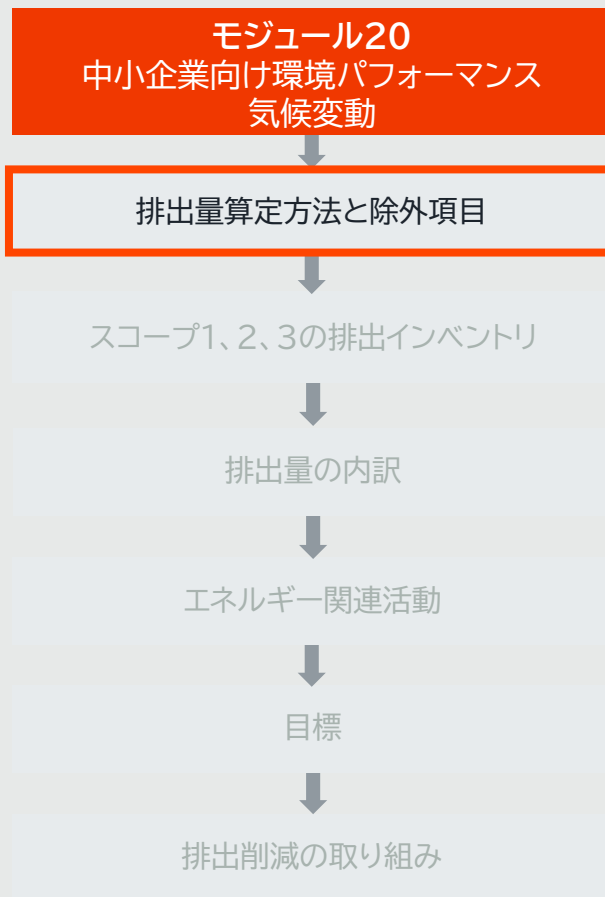 モジュール20
中小企業向け環境パフォーマンス
気候変動
排出量算定方法と除外項目
スコープ1、2、3の排出インベントリ
排出量の内訳
エネルギー関連活動
目標
排出削減の取り組み